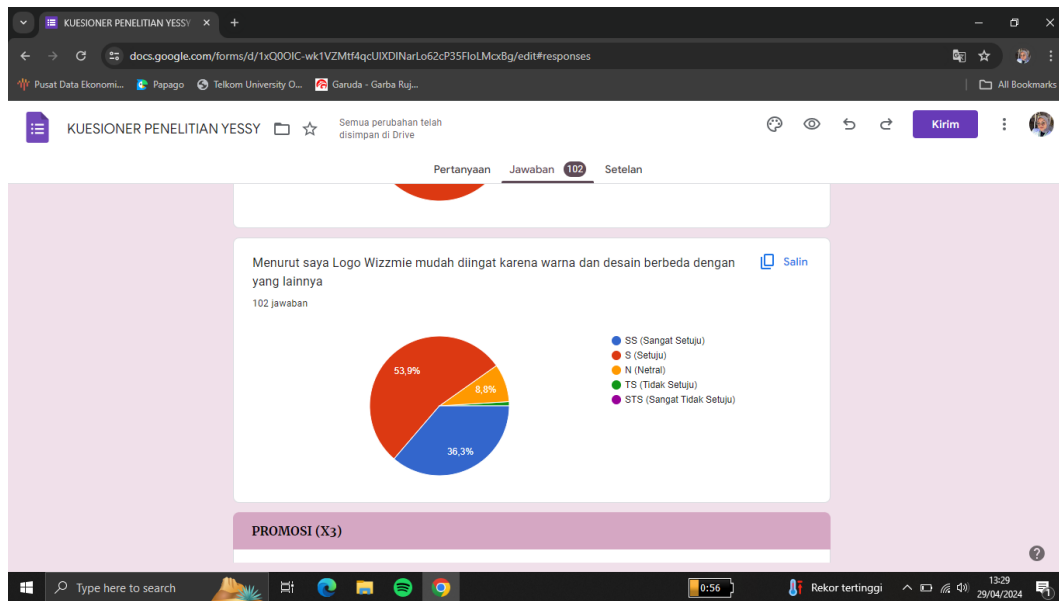 KUESIONER PENELITIAN YESSY
docs.google.com/forms/d/1xQ0OIC-wk1VZMtf4qcUIXDINarLo62cP35FIoLMcxBg/edit#responses
Pusat Data Ekonomi... Papago Telkom University O... Garuda - Garba Ruj... All Bookmarks
KUESIONER PENELITIAN YESSY
Semua perubahan telah
disimpan di Drive
Kirim
Pertanyaan Jawaban 102 Setelan
Menurut saya Logo Wizzmie mudah diingat karena warna dan desain berbeda dengan
yang lainnya
Salin
102 jawaban
SS (Sangat Setuju)
S (Setuju)
N (Netral)
TS (Tidak Setuju)
STS (Sangat Tidak Setuju)
53,9%
8,8%
36,3%
PROMOSI (X3)
Type here to search
0:56
Rekor tertinggi
13:29
29/04/2024
1